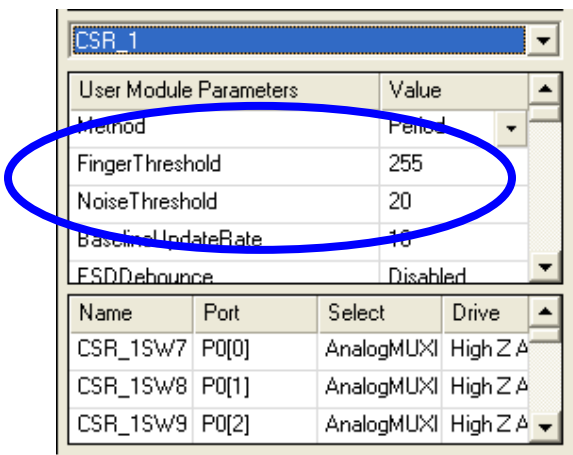 CSR_1
User Module Parameters Value
Method Period
FingerThreshold 255
NoiseThreshold 20
BaselineUpdateRate 10
ESDDebounce Disabled
Name Port Select Drive
CSR_1SW7 P0[0] AnalogMUXI High Z A
CSR_1SW8 P0[1] AnalogMUXI High Z A
CSR_1SW9 P0[2] AnalogMUXI High Z A